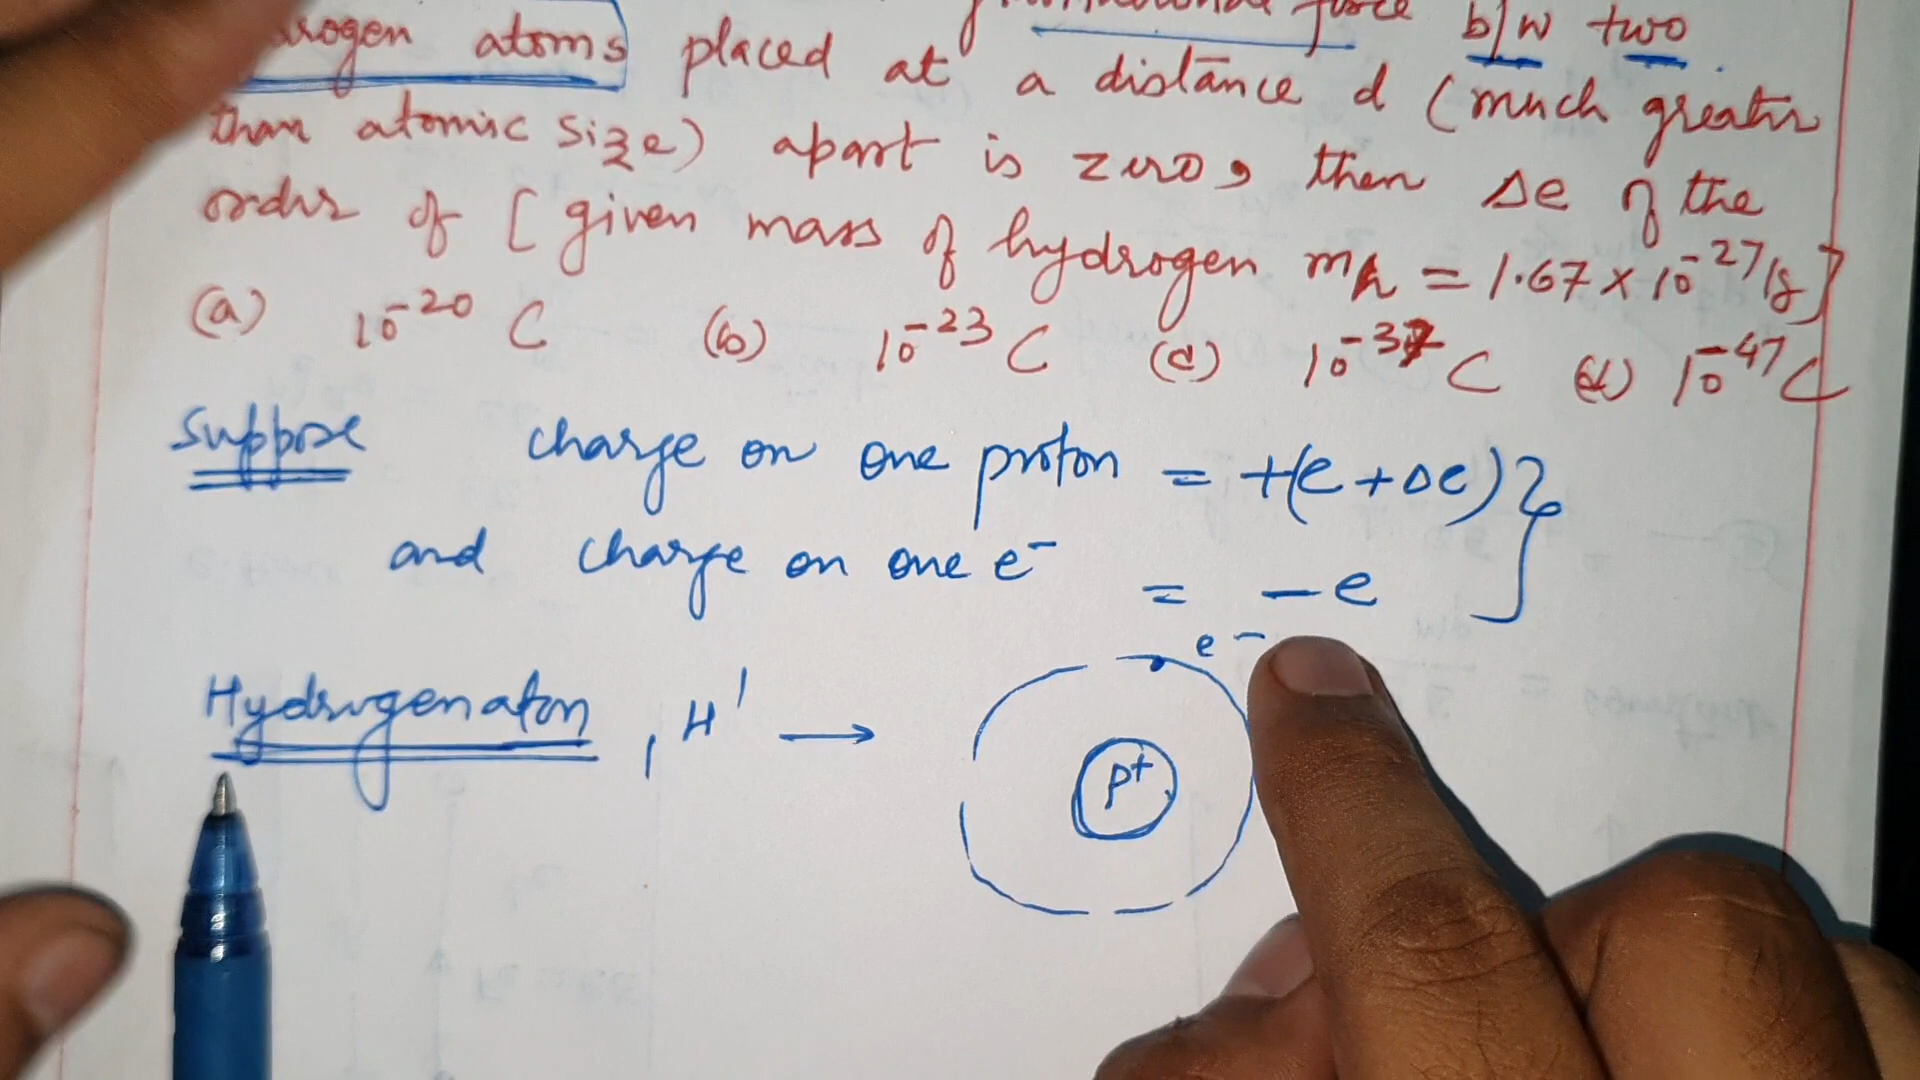 atoms placed at a distance d (much greater
force b/w two
than atomic size) apart is zero, then Δe of the
order of [given mass of hydrogen mh = 1.67 × 10^-27 kg]
(a) 10^-20 C (b) 10^-23 C (d) 10^-37 C (d) 10^-47 C
Suppose charge on one proton = +(e + Δe)
and charge on one e⁻ = -e
e⁻
Hydrogen atom, ₁H¹ →
P⁺